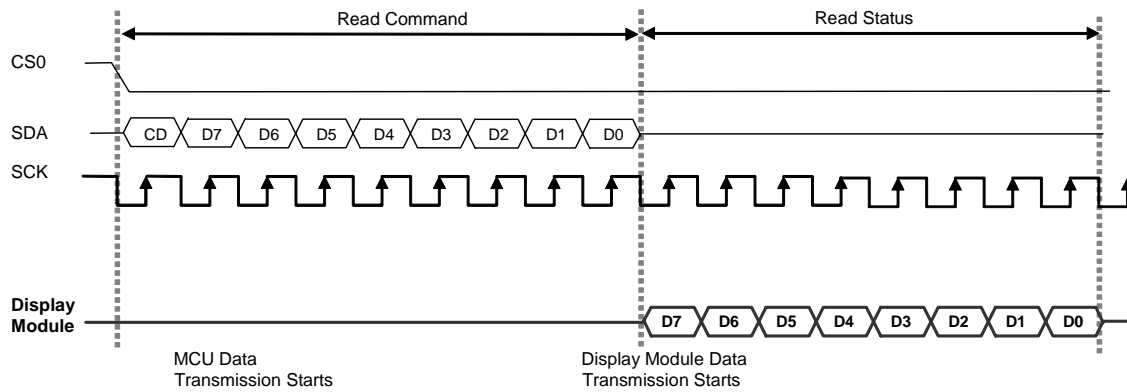 Read Command
Read Status
CS0
SDA
CD D7 D6 D5 D4 D3 D2 D1 D0
SCK
Display
Module
D7 D6 D5 D4 D3 D2 D1 D0
MCU Data
Transmission Starts
Display Module Data
Transmission Starts